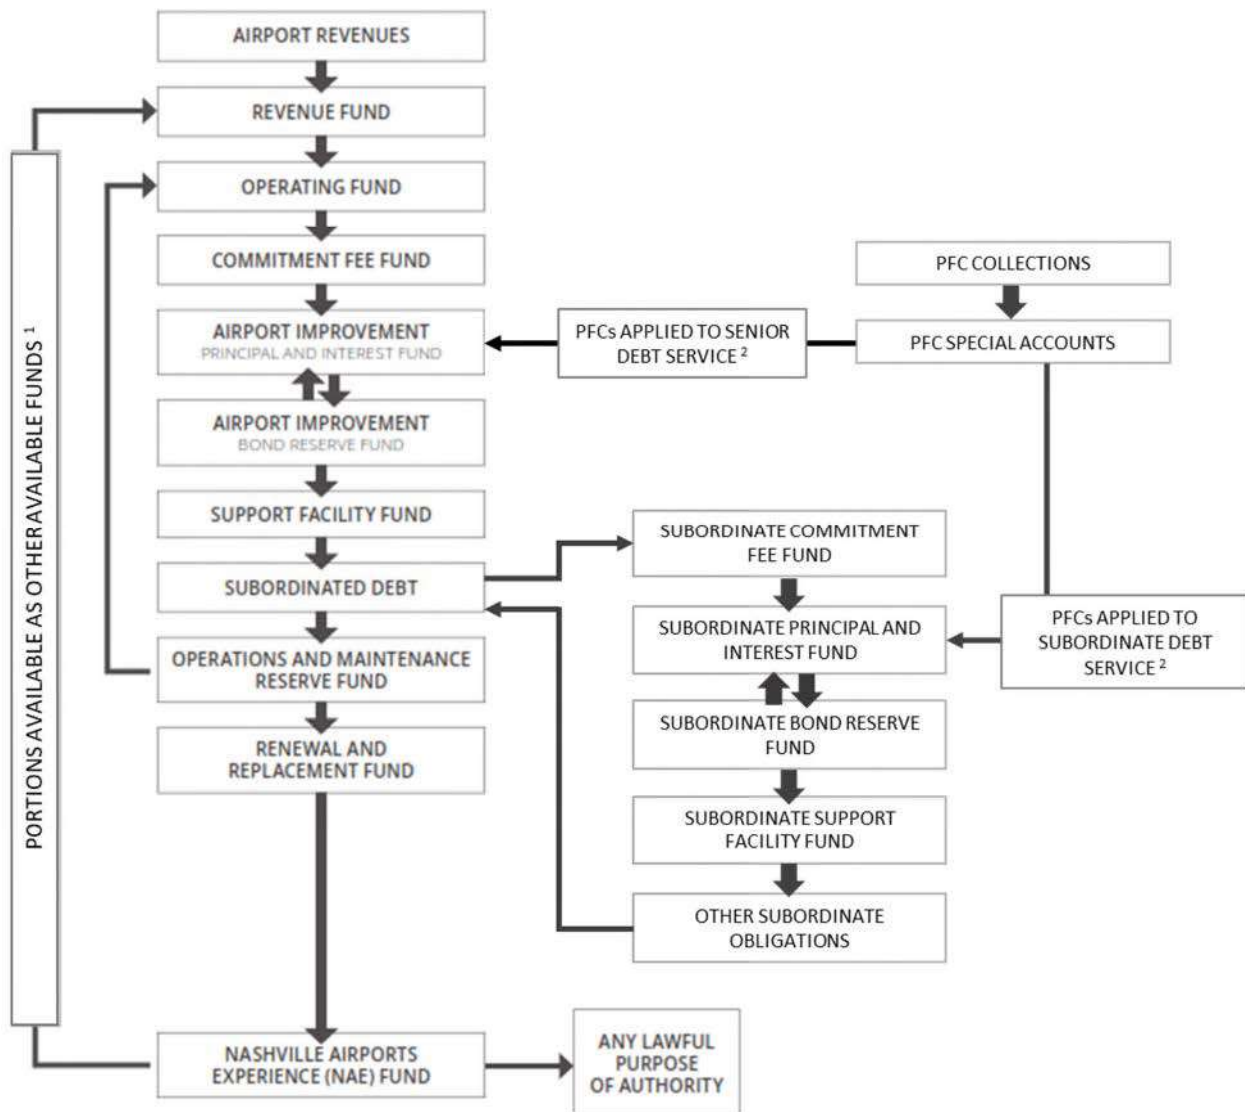 AIRPORT REVENUES
REVENUE FUND
OPERATING FUND
COMMITMENT FEE FUND
AIRPORT IMPROVEMENT
PRINCIPAL AND INTEREST FUND
AIRPORT IMPROVEMENT
BOND RESERVE FUND
SUPPORT FACILITY FUND
SUBORDINATED DEBT
OPERATIONS AND MAINTENANCE
RESERVE FUND
RENEWAL AND
REPLACEMENT FUND
NASHVILLE AIRPORTS
EXPERIENCE (NAE) FUND
ANY LAWFUL
PURPOSE
OF AUTHORITY
PORTIONS AVAILABLE AS OTHERAVAILABLE FUNDS 1
PFC COLLECTIONS
PFC SPECIAL ACCOUNTS
PFCs APPLIED TO SENIOR
DEBT SERVICE 2
SUBORDINATE COMMITMENT
FEE FUND
SUBORDINATE PRINCIPAL AND
INTEREST FUND
PFCs APPLIED TO
SUBORDINATE DEBT
SERVICE 2
SUBORDINATE BOND RESERVE
FUND
SUBORDINATE SUPPORT
FACILITY FUND
OTHER SUBORDINATE
OBLIGATIONS